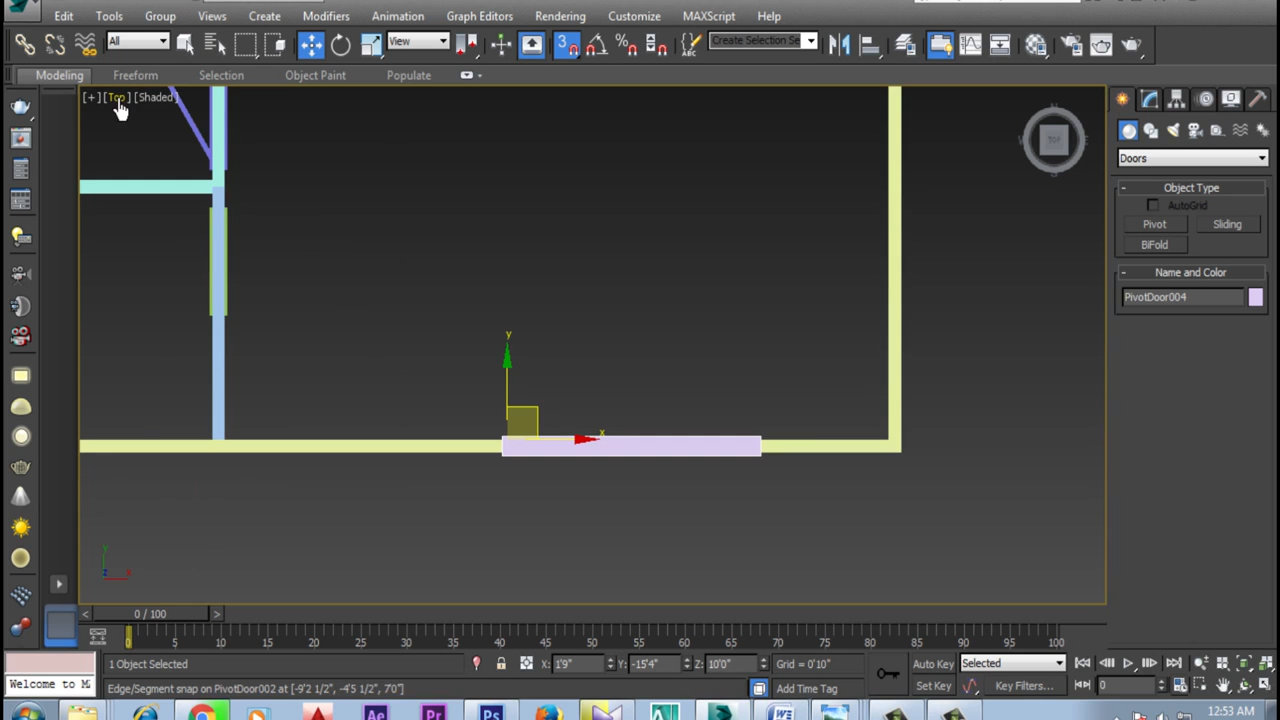 Edit Tools Group Views Create Modifiers Animation Graph Editors Rendering Customize MAXScript Help
All View 3 Create Selection Se
Modeling Freeform Selection Object Paint Populate
[+][Top][Shaded]
TOP
Doors
- Object Type
AutoGrid
Pivot Sliding
BiFold
- Name and Color
PivotDoor004
y
x
y
x
< 0 / 100 >
0 5 10 15 20 25 30 35 40 45 50 55 60 65 70 75 80 85 90 95 100
1 Object Selected X: 1'9" Y: -15'4" Z: 10'0" Grid = 0'10" Auto Key Selected
Welcome to M Edge/Segment snap on PivotDoor002 at [-9'2 1/2", -4'5 1/2", 7'0"] Add Time Tag Set Key Key Filters... 0
Ae Pr Ps W 12:53 AM